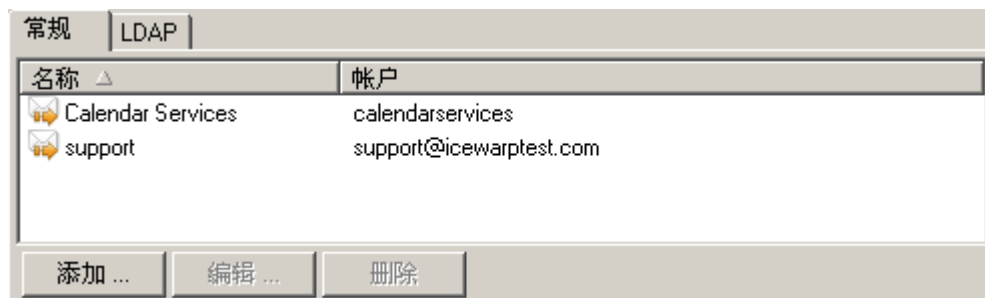 常规 LDAP
名称 帐户
Calendar Services calendarservices
support support@icewarptest.com
添加 ... 编辑 ... 删除